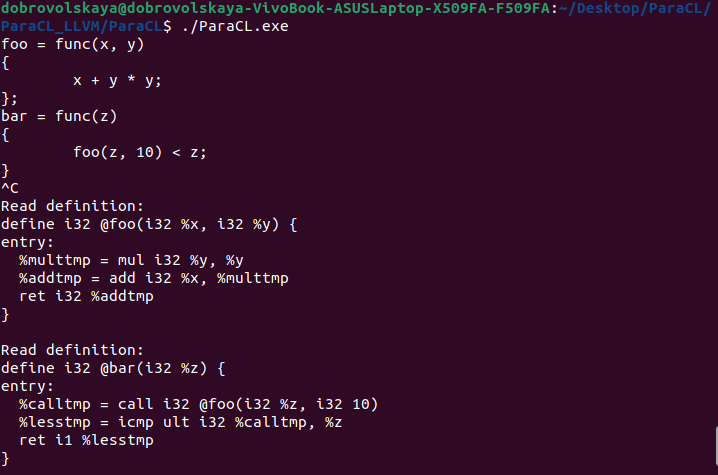 dobrovolskaya@dobrovolskaya-VivoBook-ASUSLaptop-X509FA-F509FA:~/Desktop/ParaCL/
ParaCL_LLVM/ParaCL$ ./ParaCL.exe
foo = func(x, y)
{
        x + y * y;
};
bar = func(z)
{
        foo(z, 10) < z;
}
^C
Read definition:
define i32 @foo(i32 %x, i32 %y) {
entry:
  %multtmp = mul i32 %y, %y
  %addtmp = add i32 %x, %multtmp
  ret i32 %addtmp
}

Read definition:
define i32 @bar(i32 %z) {
entry:
  %calltmp = call i32 @foo(i32 %z, i32 10)
  %lesstmp = icmp ult i32 %calltmp, %z
  ret i1 %lesstmp
}